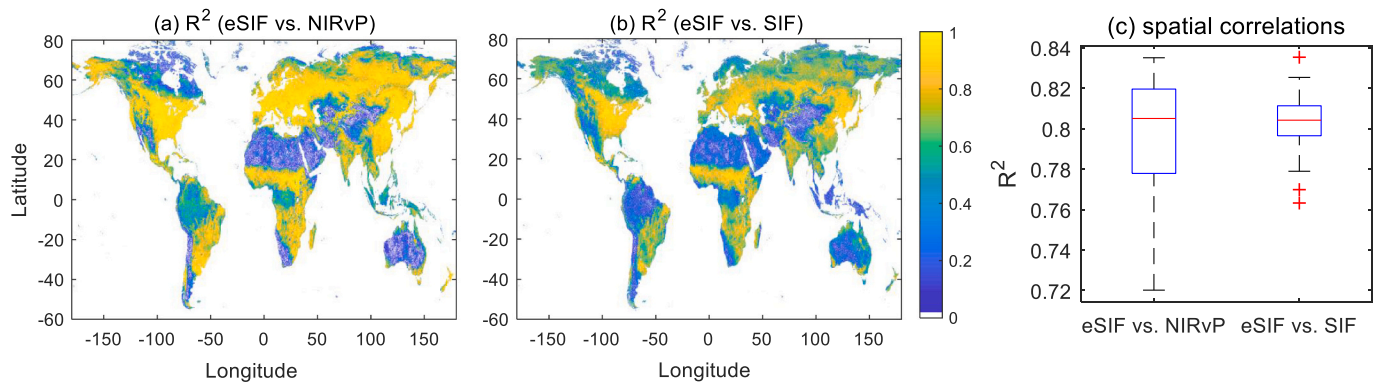 (a) R² (eSIF vs. NIRvP)
80
60
40
20
0
-20
-40
-60
Latitude
-150 -100 -50 0 50 100 150
Longitude
(b) R² (eSIF vs. SIF)
80
60
40
20
0
-20
-40
-60
-150 -100 -50 0 50 100 150
Longitude
1
0.8
0.6
0.4
0.2
0
(c) spatial correlations
0.84
0.82
0.8
0.78
0.76
0.74
0.72
R²
eSIF vs. NIRvP eSIF vs. SIF